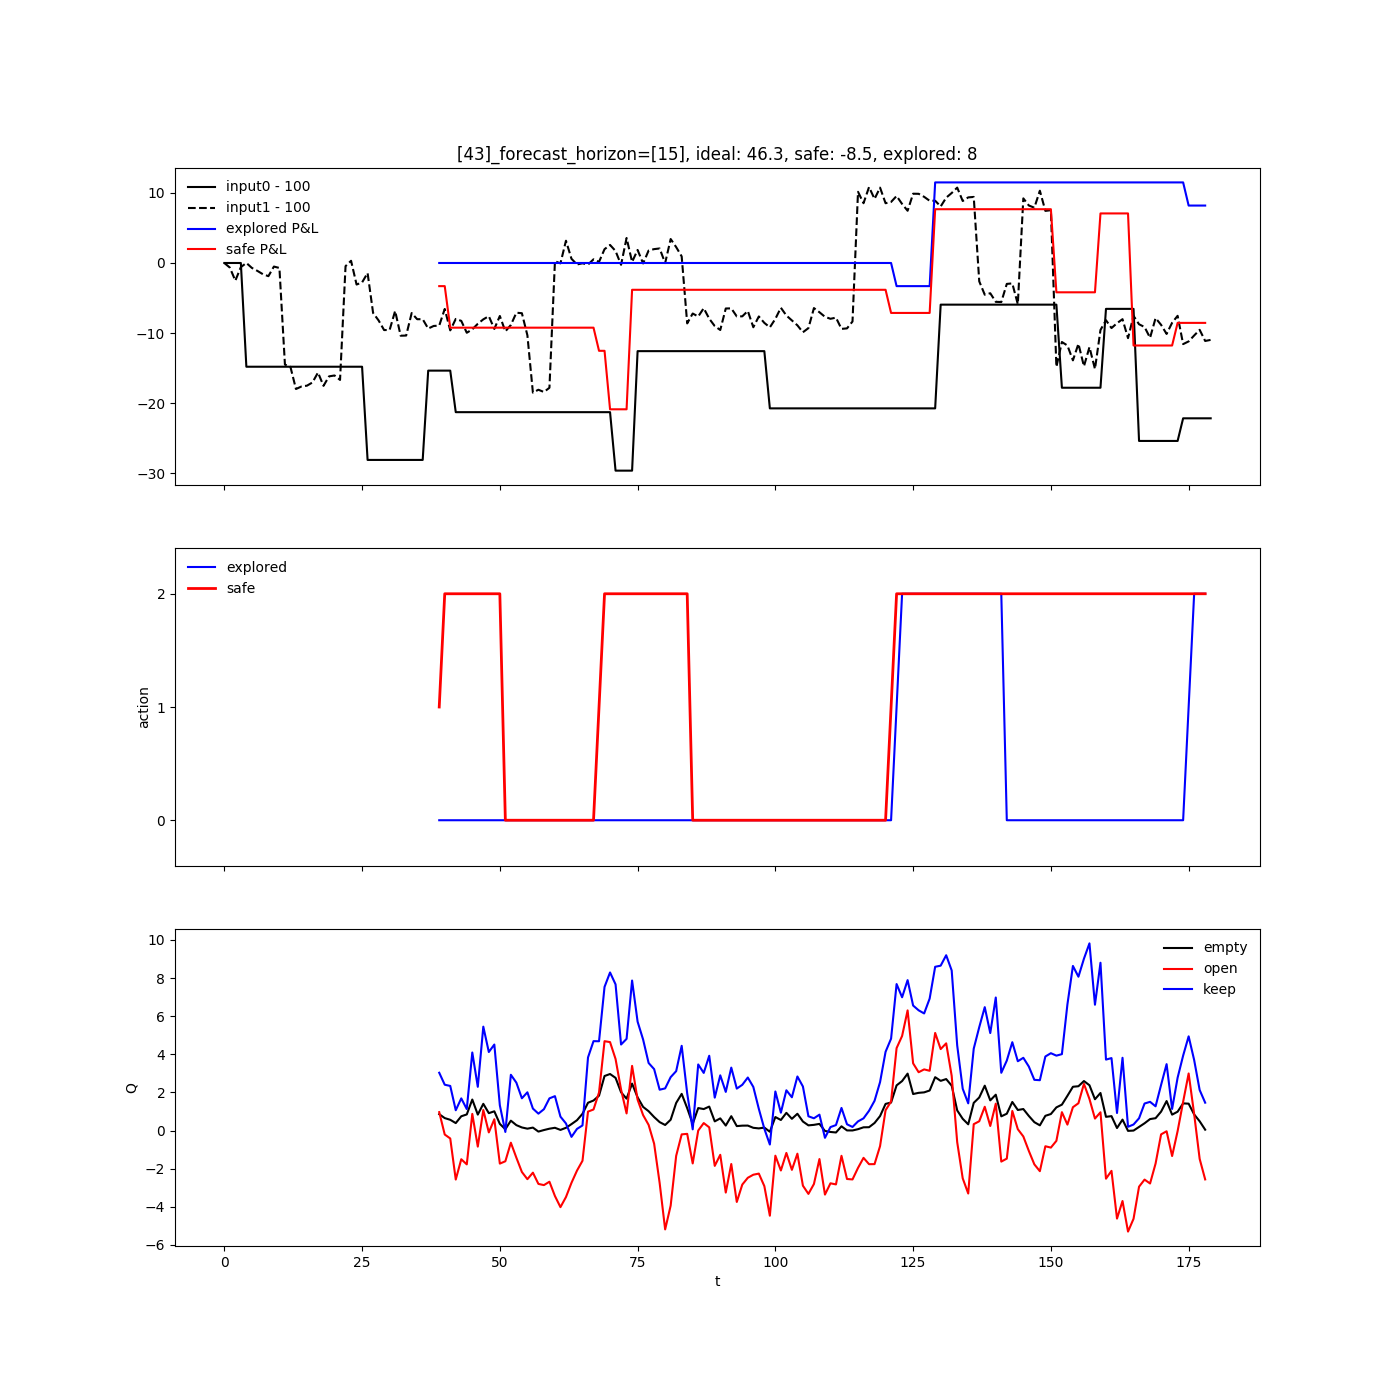 [43]_forecast_horizon=[15], ideal: 46.3, safe: -8.5, explored: 8
input0 - 100
input1 - 100
explored P&L
safe P&L
10
0
−10
−20
−30
explored
safe
2
1
0
action
empty
open
keep
10
8
6
4
2
0
−2
−4
−6
Q
0 25 50 75 100 125 150 175
t